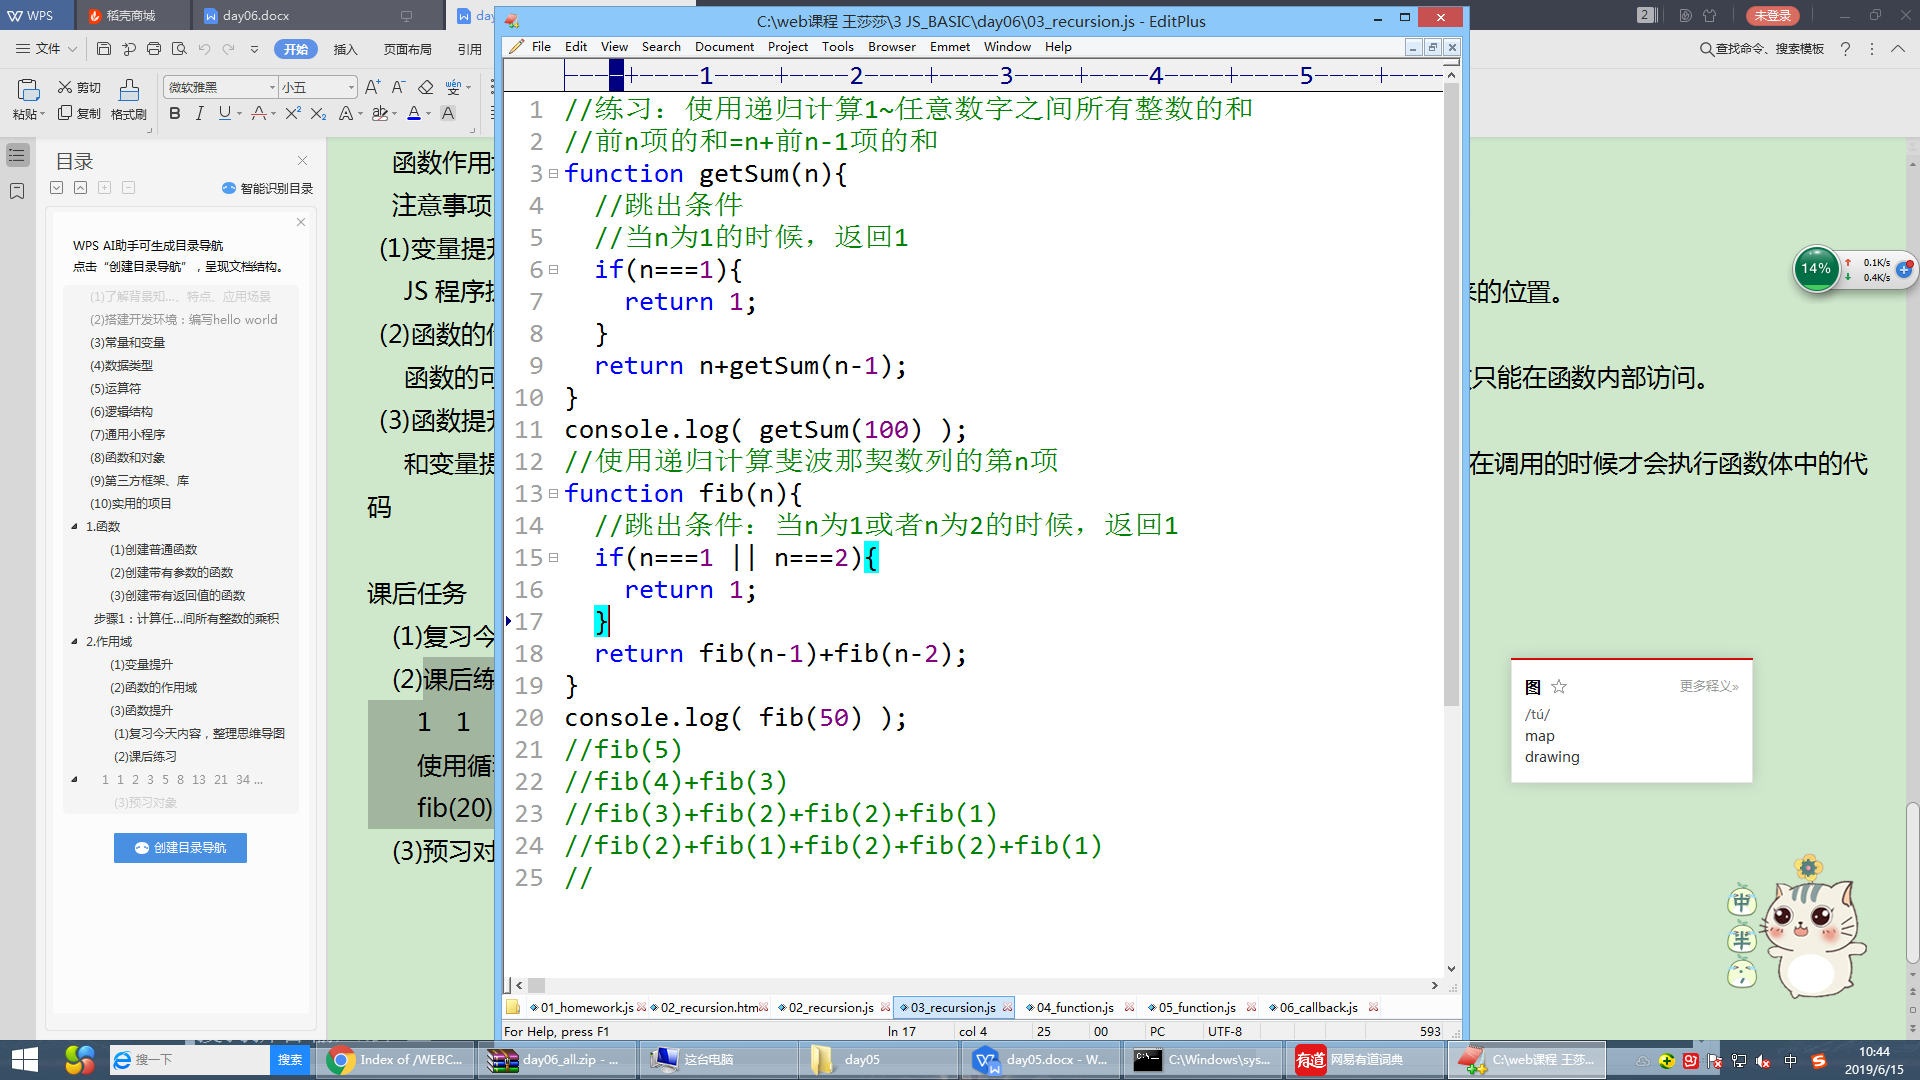 WPS 稻壳商城 day06.docx day
C:\web课程 王莎莎\3 JS_BASIC\day06\03_recursion.js - EditPlus
2 未登录
文件 开始 插入 页面布局 引用
查找命令、搜索模板
File Edit View Search Document Project Tools Browser Emmet Window Help
粘贴 剪切 复制 格式刷
微软雅黑 小五
目录
智能识别目录
WPS AI助手可生成目录导航
点击“创建目录导航”，呈现文档结构。
(1)了解背景知...、特点、应用场景
(2)搭建开发环境：编写hello world
(3)常量和变量
(4)数据类型
(5)运算符
(6)逻辑结构
(7)通用小程序
(8)函数和对象
(9)第三方框架、库
(10)实用的项目
1.函数
(1)创建普通函数
(2)创建带有参数的函数
(3)创建带有返回值的函数
步骤1：计算任...间所有整数的乘积
2.作用域
(1)变量提升
(2)函数的作用域
(3)函数提升
(1)复习今天内容，整理思维导图
(2)课后练习
1 1 2 3 5 8 13 21 34 ...
(3)预习对象
创建目录导航
函数作用
注意事项
(1)变量提升
JS 程序
(2)函数的
函数的可
(3)函数提升
和变量提
码
课后任务
(1)复习今
(2)课后练
1 1
使用循
fib(20)
(3)预习对
----+----1----+----2----+----3----+----4----+----5----+----
1 //练习：使用递归计算1~任意数字之间所有整数的和
2 //前n项的和=n+前n-1项的和
3 function getSum(n){
4 //跳出条件
5 //当n为1的时候，返回1
6 if(n===1){
7 return 1;
8 }
9 return n+getSum(n-1);
10 }
11 console.log( getSum(100) );
12 //使用递归计算斐波那契数列的第n项
13 function fib(n){
14 //跳出条件：当n为1或者n为2的时候，返回1
15 if(n===1 || n===2){
16 return 1;
17 }
18 return fib(n-1)+fib(n-2);
19 }
20 console.log( fib(50) );
21 //fib(5)
22 //fib(4)+fib(3)
23 //fib(3)+fib(2)+fib(2)+fib(1)
24 //fib(2)+fib(1)+fib(2)+fib(2)+fib(1)
25 //
的位置。
只能在函数内部访问。
在调用的时候才会执行函数体中的代
14% 0.1K/s
0.4K/s
图 更多释义»
/tú/
map
drawing
中
半
01_homework.js 02_recursion.htm 02_recursion.js 03_recursion.js 04_function.js 05_function.js 06_callback.js
For Help, press F1 ln 17 col 4 25 00 PC UTF-8 593
搜一下 搜索 Index of /WEBC... day06_all.zip - ... 这台电脑 day05 day05.docx - W... C:\Windows\sys... 有道 网易有道词典 C:\web课程 王莎... 中
10:44
2019/6/15